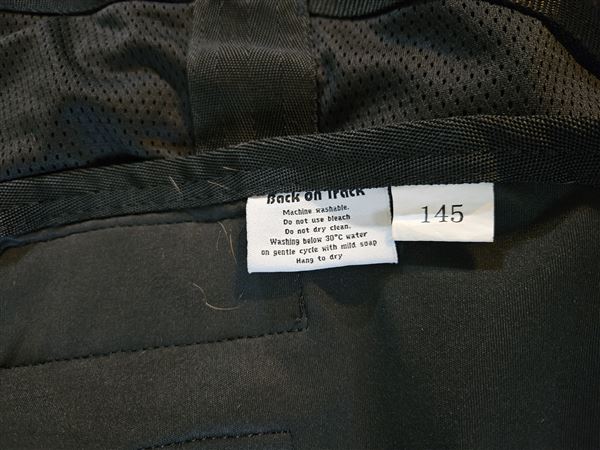 Back on Track
Machine washable.
Do not use bleach
Do not dry clean.
Washing below 30°C water
on gentle cycle with mild soap
Hang to dry
145